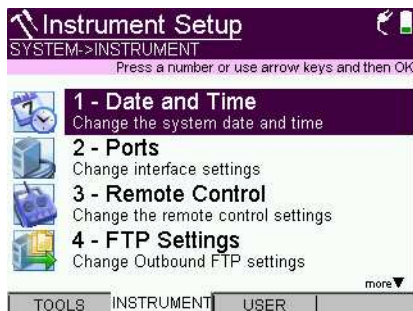 Instrument Setup
SYSTEM->INSTRUMENT
Press a number or use arrow keys and then OK
1 - Date and Time
Change the system date and time
2 - Ports
Change interface settings
3 - Remote Control
Change the remote control settings
4 - FTP Settings
Change Outbound FTP settings
more▼
TOOLS INSTRUMENT USER